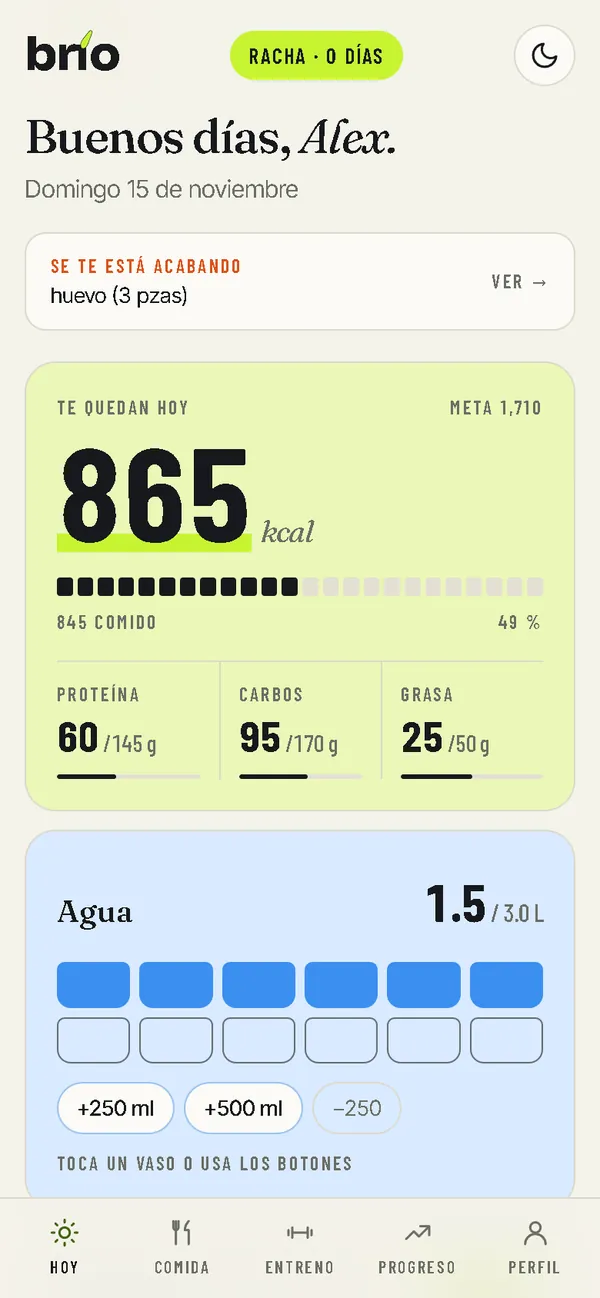 brío
RACHA · 0 DÍAS
Buenos días, Alex.
Domingo 15 de noviembre
SE TE ESTÁ ACABANDO
huevo (3 pzas)
VER →
TE QUEDAN HOY
META 1,710
865 kcal
845 COMIDO
49 %
PROTEÍNA
60 /145 g
CARBOS
95 /170 g
GRASA
25 /50 g
Agua
1.5 / 3.0 L
+250 ml
+500 ml
−250
TOCA UN VASO O USA LOS BOTONES
HOY
COMIDA
ENTRENO
PROGRESO
PERFIL